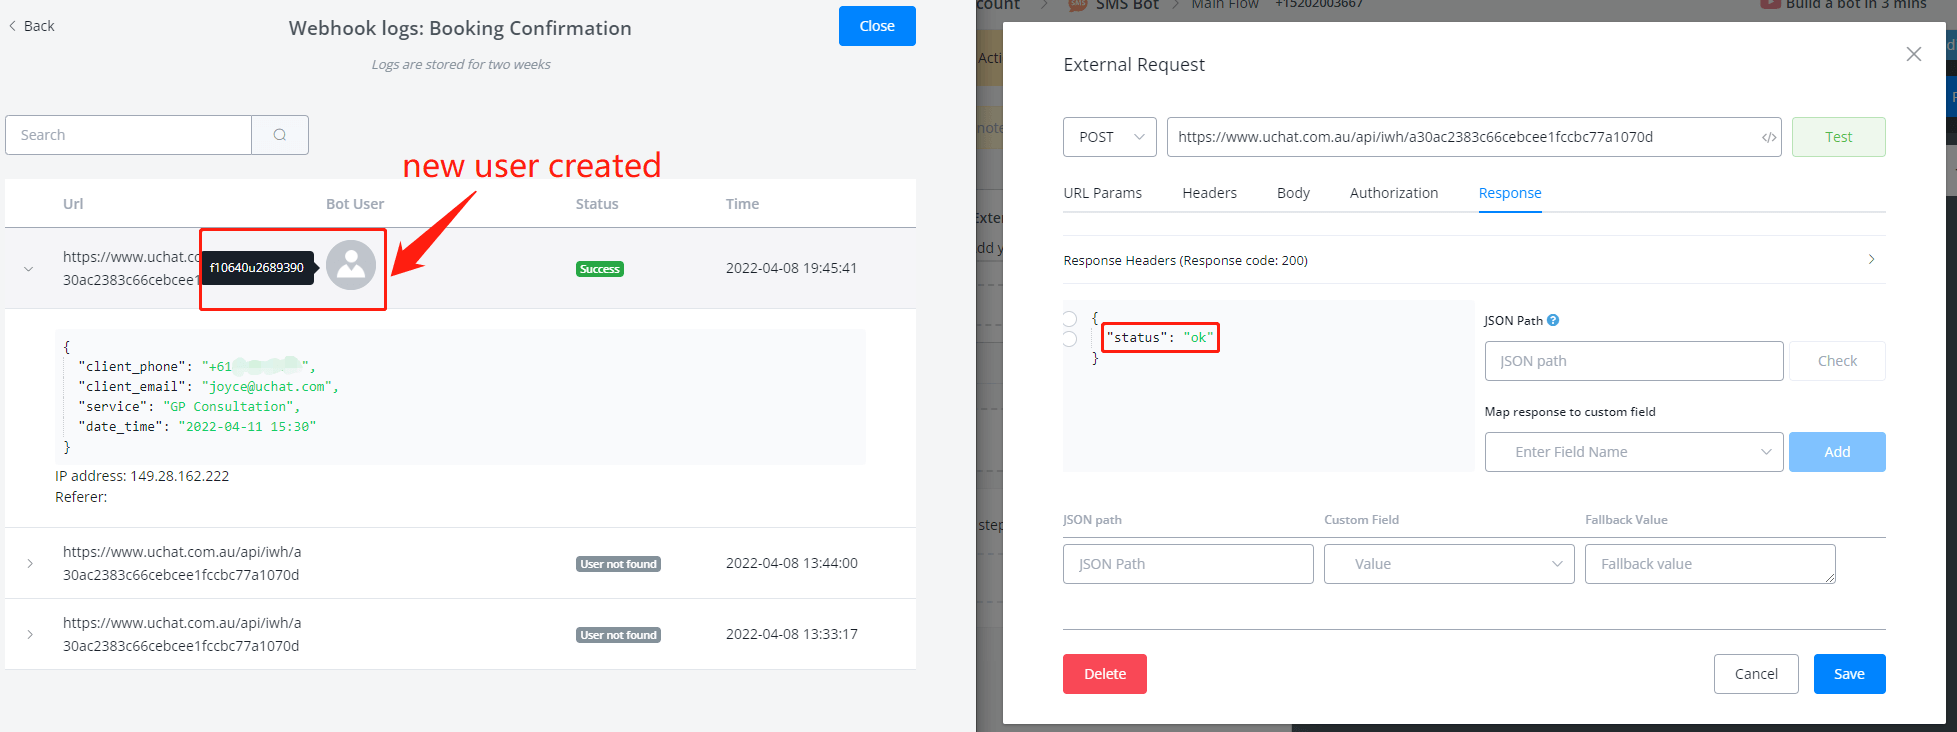 Back
Webhook logs: Booking Confirmation
Close
Logs are stored for two weeks
Search
new user created
Url
Bot User
Status
Time
https://www.uchat.co
30ac2383c66cebcee1
f10640u2689390
Success
2022-04-08 19:45:41
{
"client_phone": "+61 ",
"client_email": "joyce@uchat.com",
"service": "GP Consultation",
"date_time": "2022-04-11 15:30"
}
IP address: 149.28.162.222
Referer:
https://www.uchat.com.au/api/iwh/a
30ac2383c66cebcee1fccbc77a1070d
User not found
2022-04-08 13:44:00
https://www.uchat.com.au/api/iwh/a
30ac2383c66cebcee1fccbc77a1070d
User not found
2022-04-08 13:33:17
count
SMS Bot
Main Flow
+15202003667
Build a bot in 3 mins
Acti
note
Exte
dd y
step
External Request
POST
https://www.uchat.com.au/api/iwh/a30ac2383c66cebcee1fccbc77a1070d
</>
Test
URL Params
Headers
Body
Authorization
Response
Response Headers (Response code: 200)
{
"status": "ok"
}
JSON Path ?
JSON path
Check
Map response to custom field
Enter Field Name
Add
JSON path
Custom Field
Fallback Value
JSON Path
Value
Fallback value
Delete
Cancel
Save